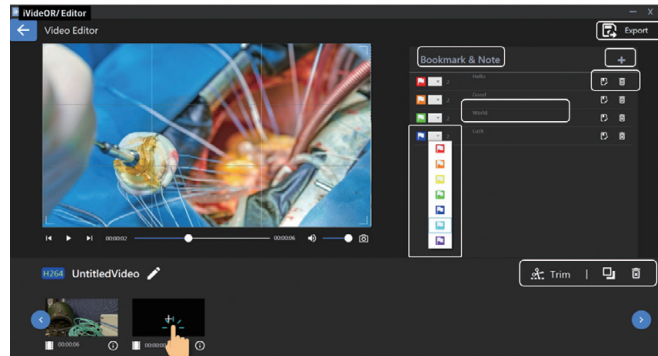 iVideOR/ Editor
Video Editor
Export
Bookmark & Note
Hello
Good
World
Luck
00:00:02
00:00:06
H264 UntitledVideo
Trim
00:00:06